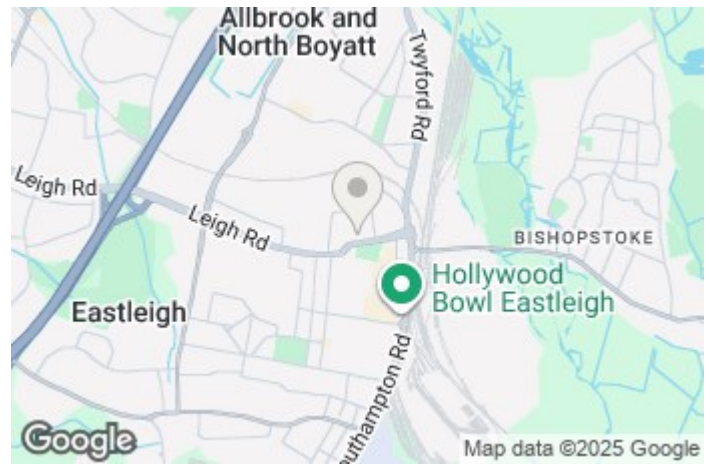 Allbrook and
North Boyatt
Twyford Rd
Leigh Rd
Leigh Rd
BISHOPSTOKE
Hollywood
Bowl Eastleigh
Eastleigh
outhampton Rd
Google
Map data ©2025 Google